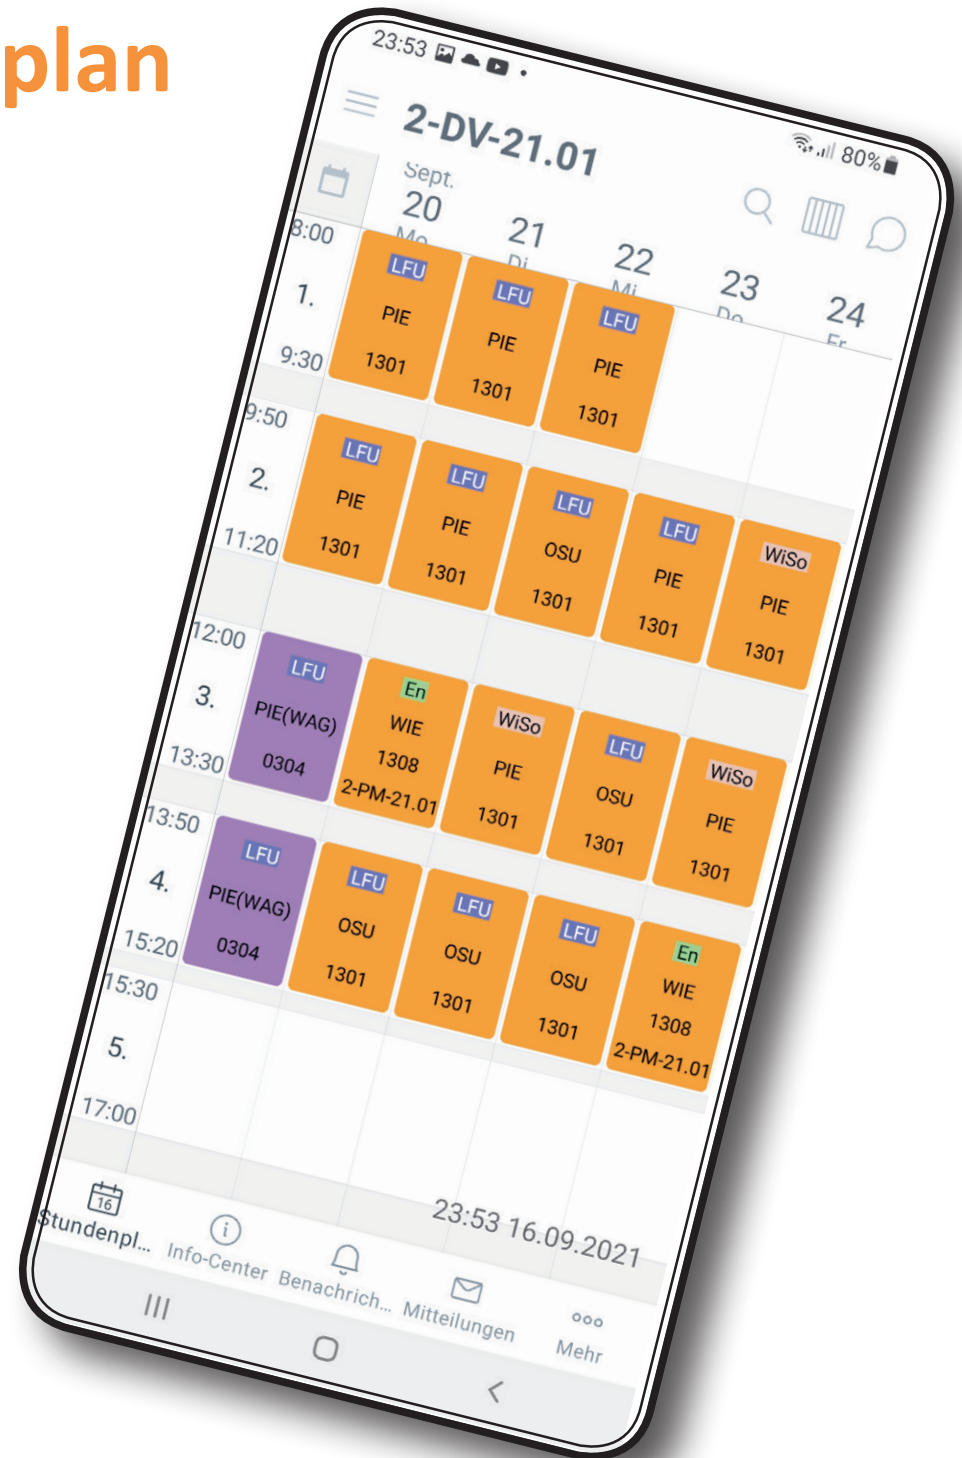 plan
23:53
80%
2-DV-21.01
Sept.
20 21 22 23 24
Mo Di Mi Do Fr
8:00
1.
LFU LFU LFU
PIE PIE PIE
1301 1301 1301
9:30
9:50
2.
LFU LFU LFU LFU WiSo
PIE PIE OSU PIE PIE
1301 1301 1301 1301 1301
11:20
12:00
3.
LFU En WiSo LFU WiSo
PIE(WAG) WIE PIE OSU PIE
0304 1308 1301 1301 1301
2-PM-21.01
13:30
13:50
4.
LFU LFU LFU LFU En
PIE(WAG) OSU OSU OSU WIE
0304 1301 1301 1301 1308
2-PM-21.01
15:20
15:30
5.
17:00
23:53 16.09.2021
16
Stundenpl... Info-Center Benachrich... Mitteilungen Mehr